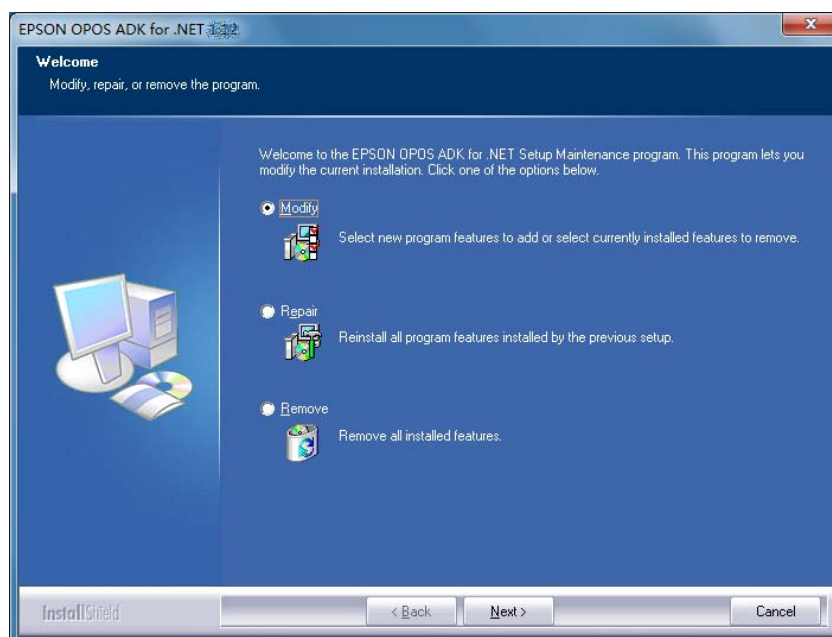 EPSON OPOS ADK for .NET
Welcome
Modify, repair, or remove the program.
Welcome to the EPSON OPOS ADK for .NET Setup Maintenance program. This program lets you
modify the current installation. Click one of the options below.
Modify
Select new program features to add or select currently installed features to remove.
Repair
Reinstall all program features installed by the previous setup.
Remove
Remove all installed features.
InstallShield
< Back
Next >
Cancel